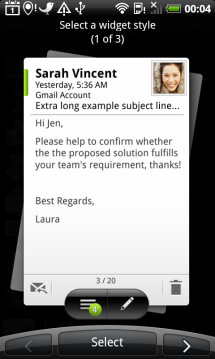 00:04
Select a widget style
(1 of 3)
Sarah Vincent
Yesterday, 5:36 AM
Gmail Account
Extra long example subject line...
Hi Jen,
Please help to confirm whether
the the proposed solution fulfills
your team's requirement, thanks!
Best Regards,
Laura
3 / 20
4
Select